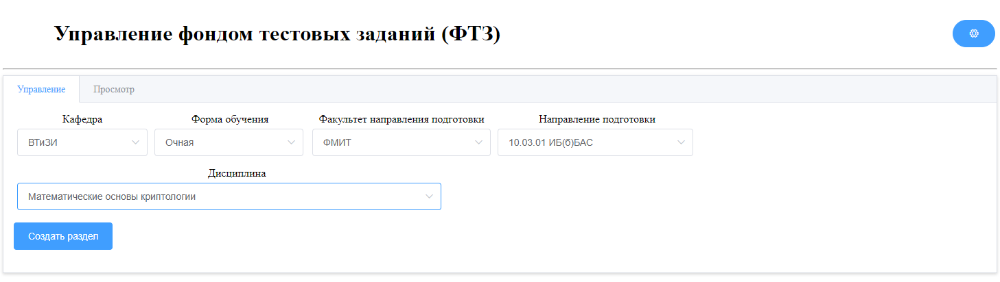 Управление фондом тестовых заданий (ФТЗ)
Управление Просмотр
Кафедра Форма обучения Факультет направления подготовки Направление подготовки
ВТиЗИ Очная ФМИТ 10.03.01 ИБ(б)БАС
Дисциплина
Математические основы криптологии
Создать раздел